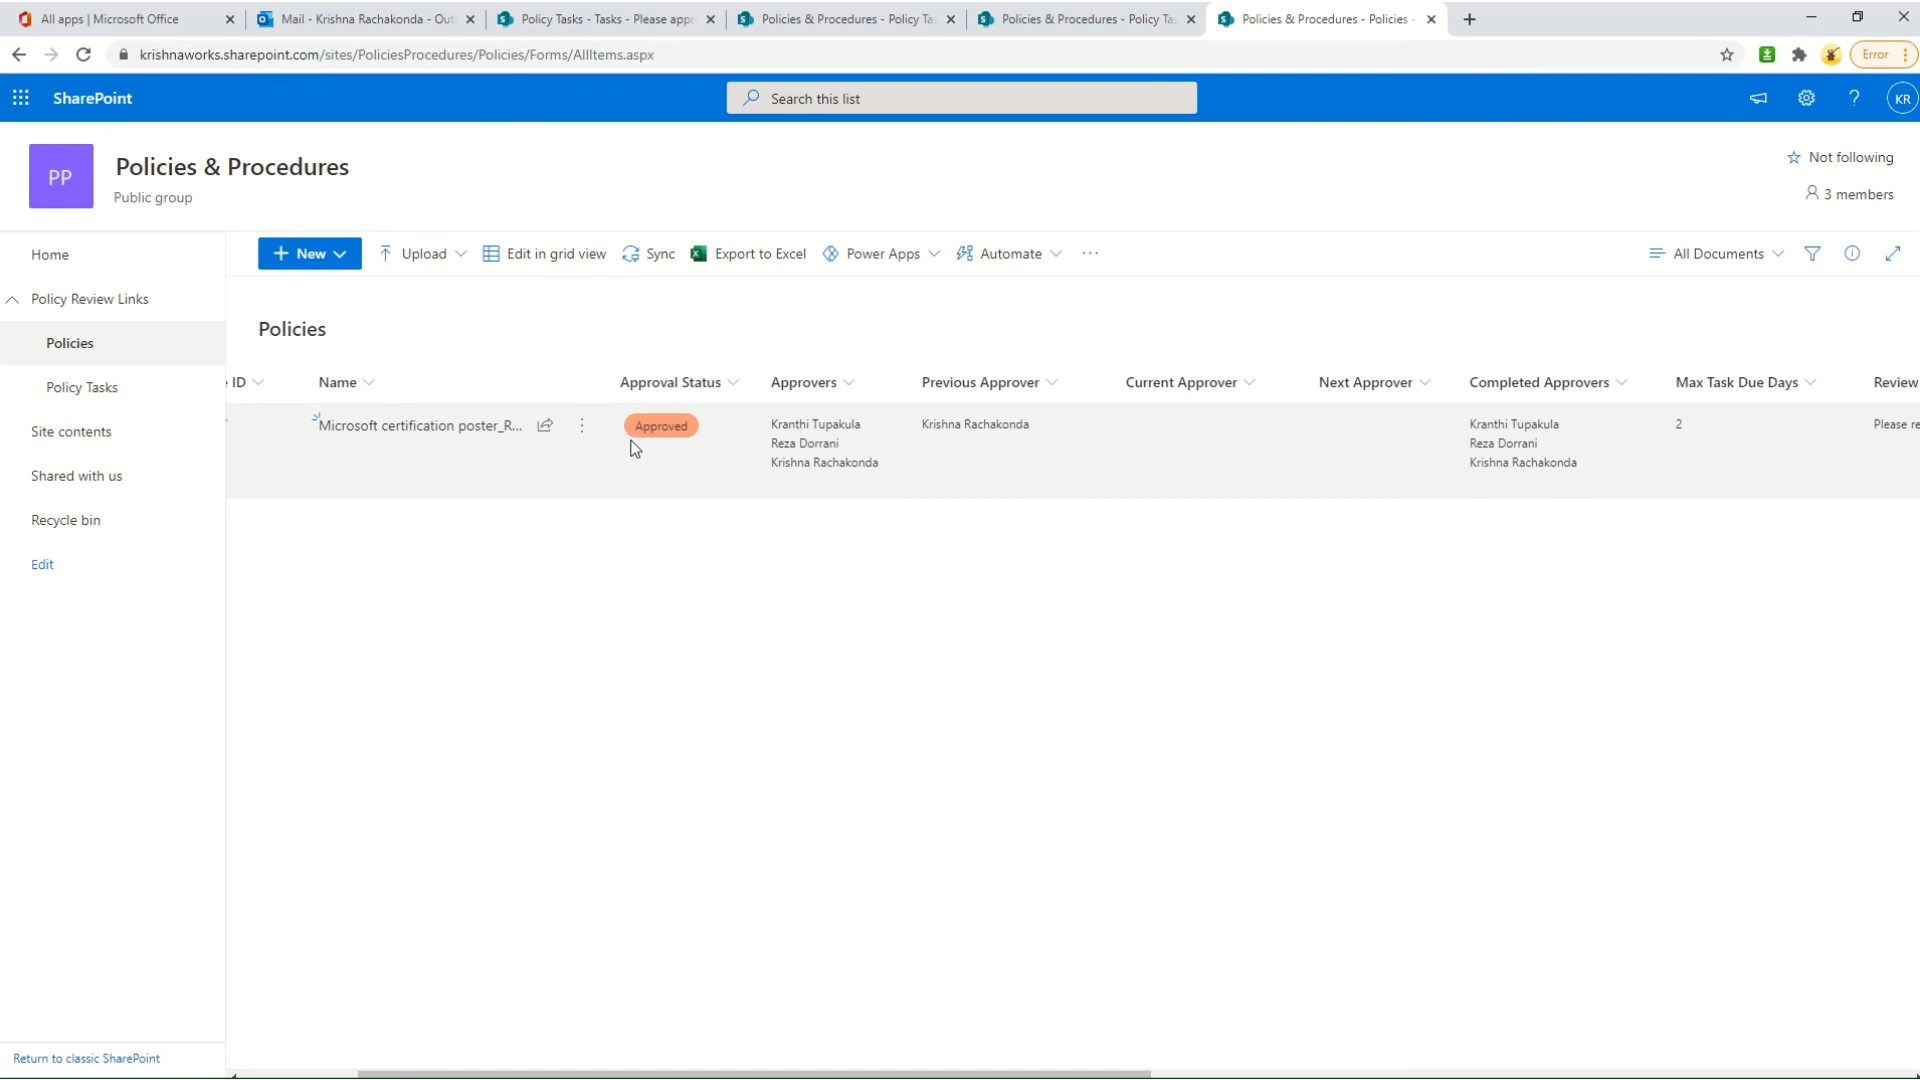 All apps | Microsoft Office
Mail - Krishna Rachakonda - Out
Policy Tasks - Tasks - Please appr
Policies & Procedures - Policy Tas
Policies & Procedures - Policy Tas
Policies & Procedures - Policies -
krishnaworks.sharepoint.com/sites/PoliciesProcedures/Policies/Forms/AllItems.aspx
Error
SharePoint
Search this list
KR
PP
Policies & Procedures
Public group
Not following
3 members
Home
Policy Review Links
Policies
Policy Tasks
Site contents
Shared with us
Recycle bin
Edit
Return to classic SharePoint
New
Upload
Edit in grid view
Sync
Export to Excel
Power Apps
Automate
All Documents
Policies
ID
Name
Approval Status
Approvers
Previous Approver
Current Approver
Next Approver
Completed Approvers
Max Task Due Days
Review
Microsoft certification poster_R...
Approved
Kranthi Tupakula
Reza Dorrani
Krishna Rachakonda
Krishna Rachakonda
Kranthi Tupakula
Reza Dorrani
Krishna Rachakonda
2
Please re